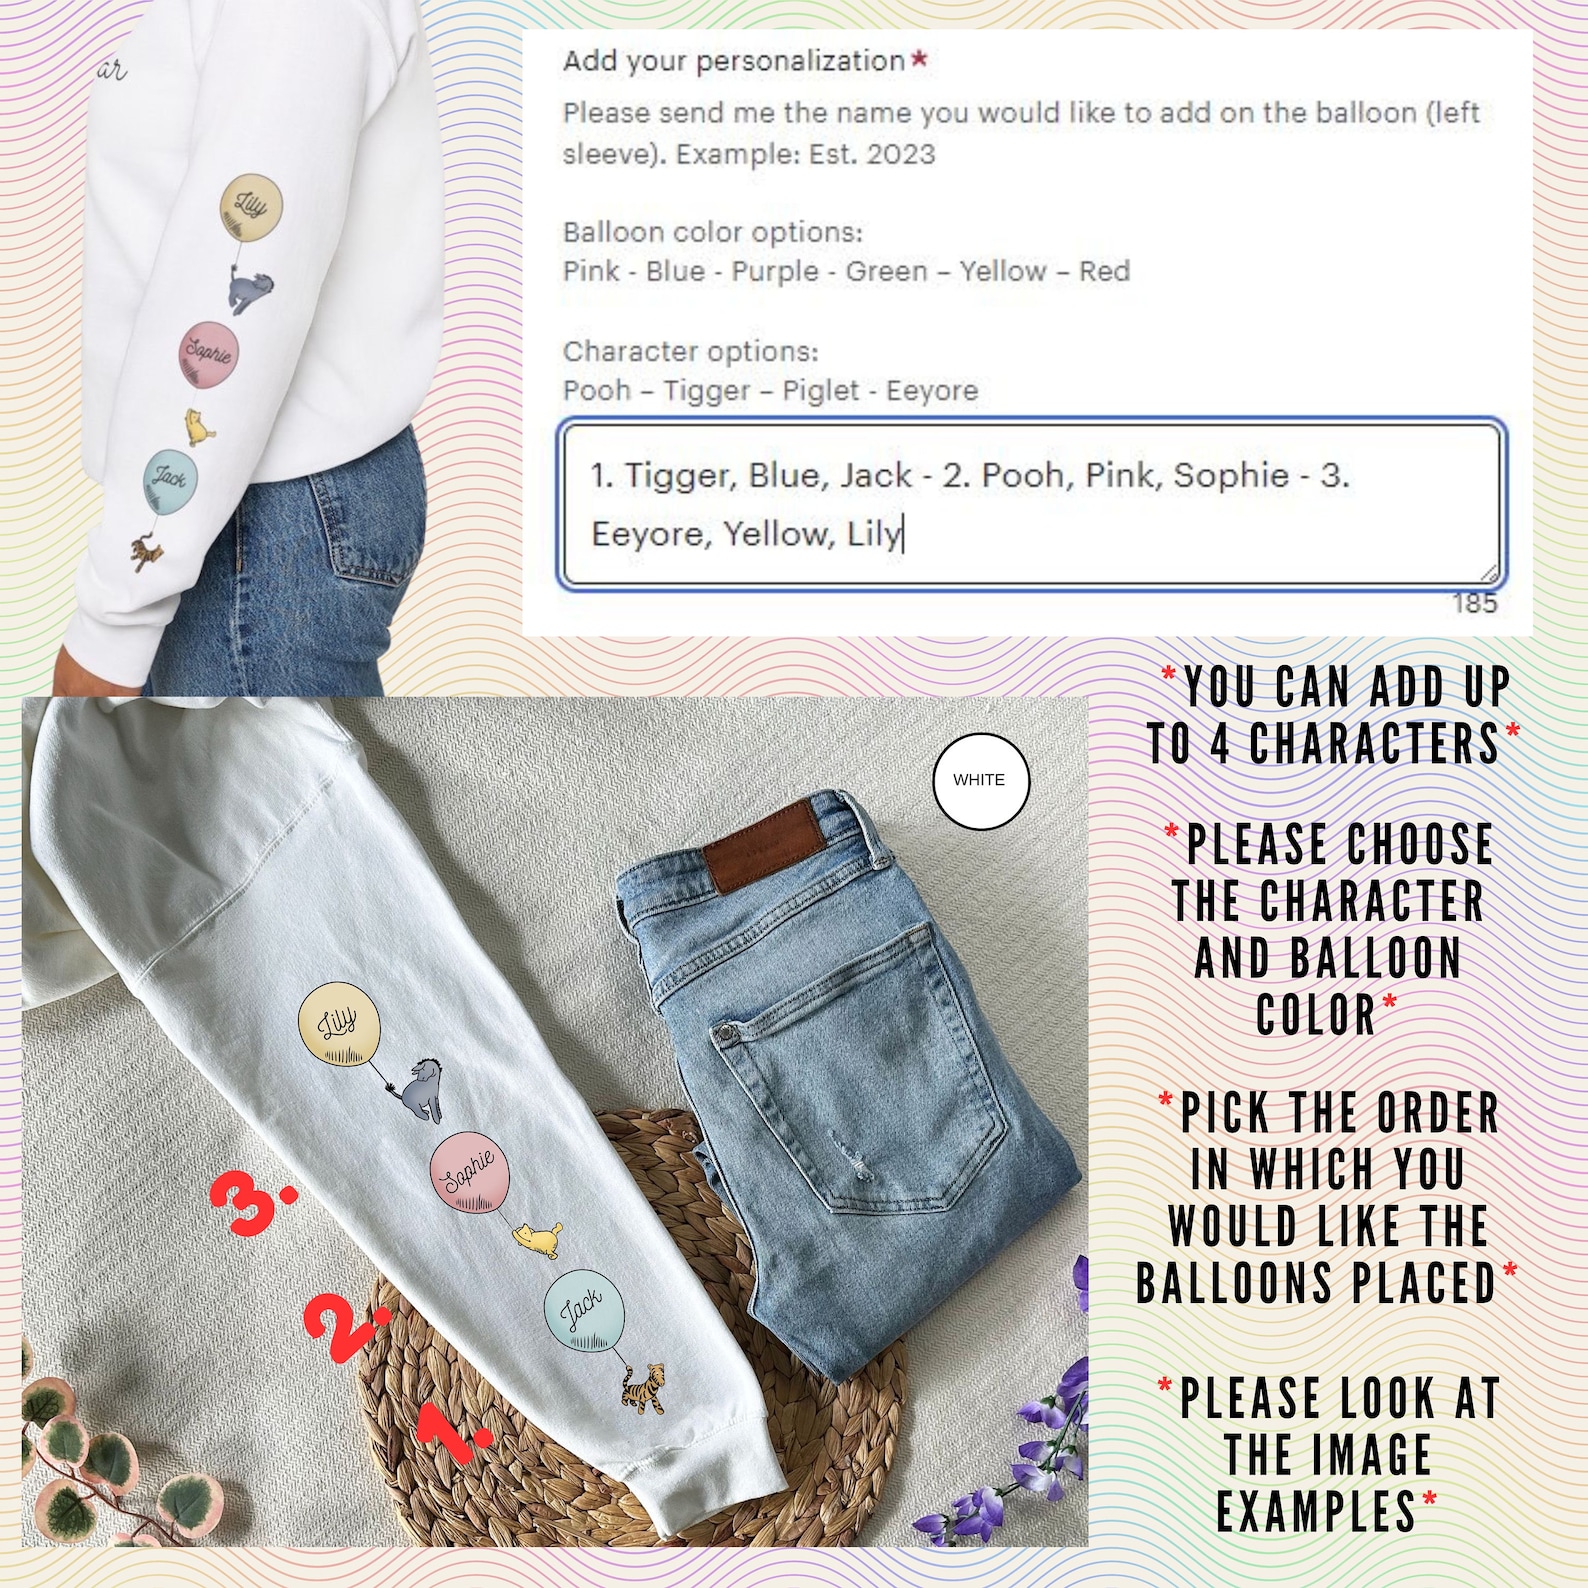 ar
Lily
Sophie
Jack
Add your personalization*
Please send me the name you would like to add on the balloon (left
sleeve). Example: Est. 2023
Balloon color options:
Pink - Blue - Purple - Green – Yellow – Red
Character options:
Pooh – Tigger – Piglet - Eeyore
1. Tigger, Blue, Jack - 2. Pooh, Pink, Sophie - 3.
Eeyore, Yellow, Lily
185
WHITE
Lily
Sophie
Jack
3.
2.
1.
*YOU CAN ADD UP
TO 4 CHARACTERS*
*PLEASE CHOOSE
THE CHARACTER
AND BALLOON
COLOR*
*PICK THE ORDER
IN WHICH YOU
WOULD LIKE THE
BALLOONS PLACED*
*PLEASE LOOK AT
THE IMAGE
EXAMPLES*